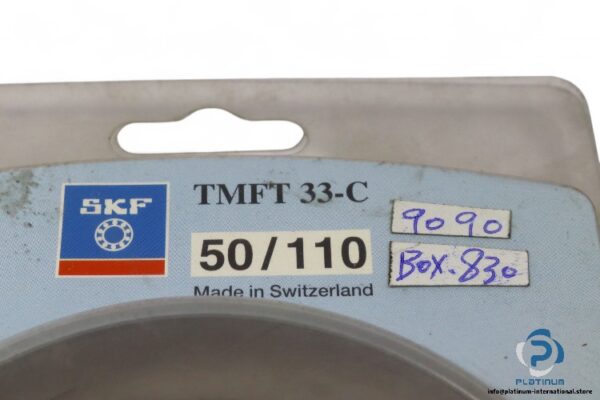 SKF
TMFT 33-C
50/110
Made in Switzerland
9090
Box.830
PLATINUM
info@platinum-international.store